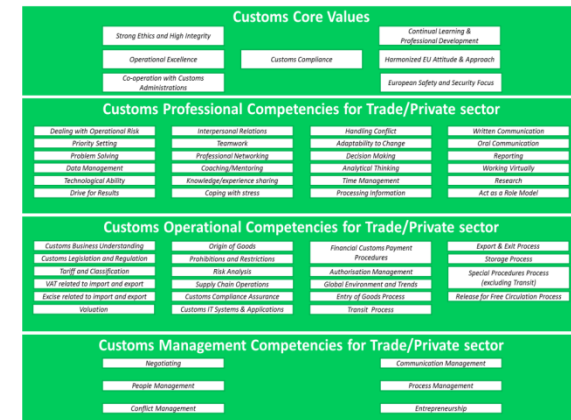 Customs Core Values
Strong Ethics and High Integrity
Operational Excellence
Co-operation with Customs
Administrations
Customs Compliance
Continual Learning &
Professional Development
Harmonized EU Attitude & Approach
European Safety and Security Focus
Customs Professional Competencies for Trade/Private sector
Dealing with Operational Risk
Priority Setting
Problem Solving
Data Management
Technological Ability
Drive for Results
Interpersonal Relations
Teamwork
Professional Networking
Coaching/Mentoring
Knowledge/experience sharing
Coping with stress
Handling Conflict
Adaptability to Change
Decision Making
Analytical Thinking
Time Management
Processing Information
Written Communication
Oral Communication
Reporting
Working Virtually
Research
Act as a Role Model
Customs Operational Competencies for Trade/Private sector
Customs Business Understanding
Customs Legislation and Regulation
Tariff and Classification
VAT related to import and export
Excise related to import and export
Valuation
Origin of Goods
Prohibitions and Restrictions
Risk Analysis
Supply Chain Operations
Customs Compliance Assurance
Customs IT Systems & Applications
Financial Customs Payment
Procedures
Authorisation Management
Global Environment and Trends
Entry of Goods Process
Transit Process
Export & Exit Process
Storage Process
Special Procedures Process
(excluding Transit)
Release for Free Circulation Process
Customs Management Competencies for Trade/Private sector
Negotiating
People Management
Conflict Management
Communication Management
Process Management
Entrepreneurship